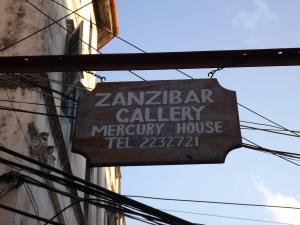 ZANZIBAR
GALLERY
MERCURY HOUSE
TEL 2232721